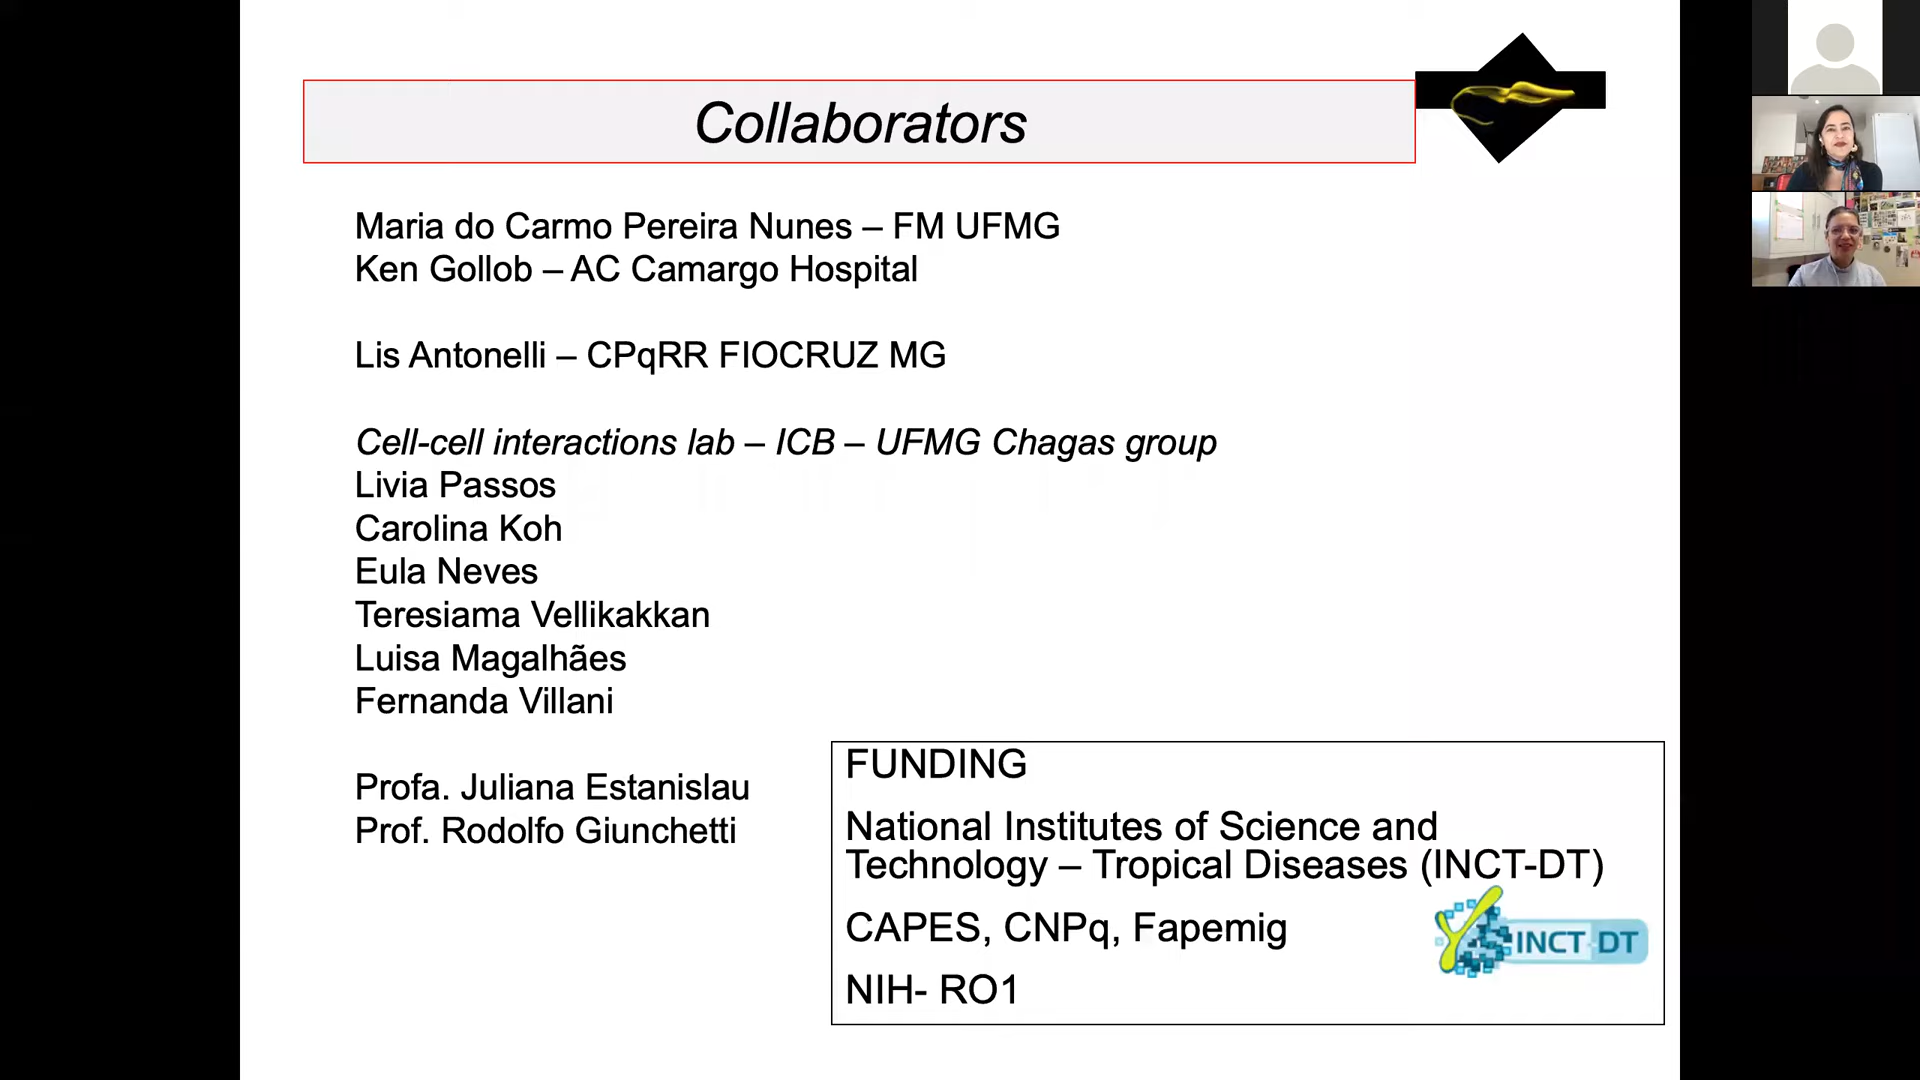 Collaborators
Maria do Carmo Pereira Nunes – FM UFMG
Ken Gollob – AC Camargo Hospital
Lis Antonelli – CPqRR FIOCRUZ MG
Cell-cell interactions lab – ICB – UFMG Chagas group
Livia Passos
Carolina Koh
Eula Neves
Teresiama Vellikakkan
Luisa Magalhães
Fernanda Villani
Profa. Juliana Estanislau
Prof. Rodolfo Giunchetti
FUNDING
National Institutes of Science and
Technology – Tropical Diseases (INCT-DT)
CAPES, CNPq, Fapemig
NIH- RO1
INCT DT